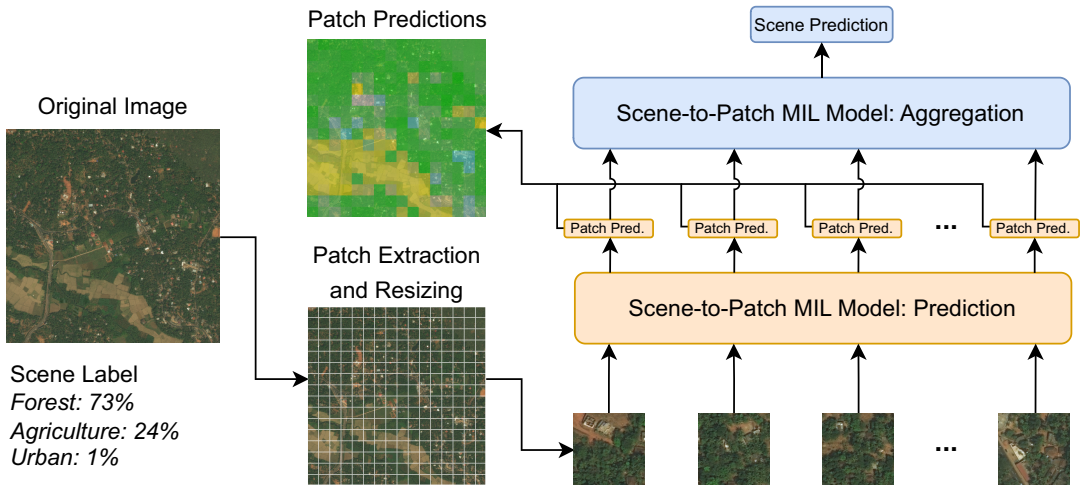 Original Image
Scene Label
Forest: 73%
Agriculture: 24%
Urban: 1%
Patch Predictions
Patch Extraction
and Resizing
Scene Prediction
Scene-to-Patch MIL Model: Aggregation
Patch Pred.
Patch Pred.
Patch Pred.
...
Patch Pred.
Scene-to-Patch MIL Model: Prediction
...